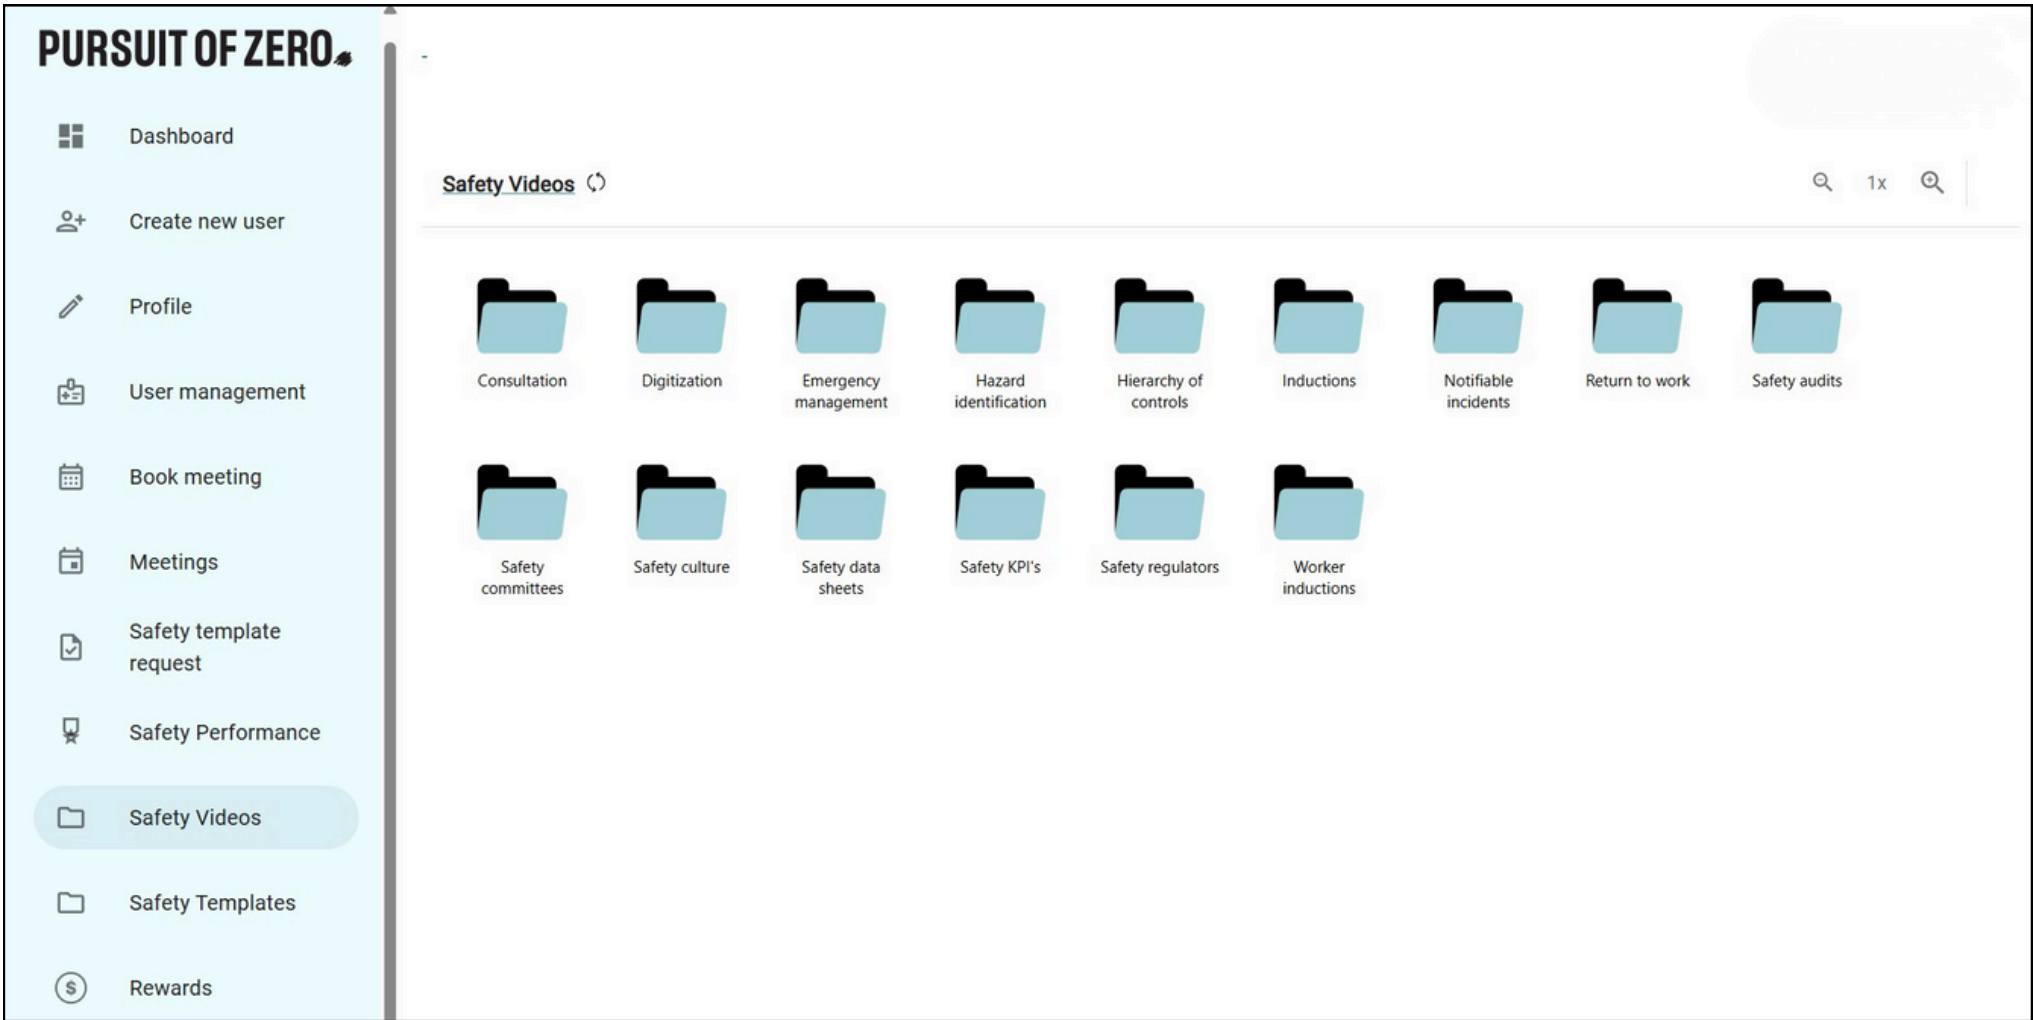 PURSUIT OF ZERO
Dashboard
Create new user
Profile
User management
Book meeting
Meetings
Safety template
request
Safety Performance
Safety Videos
Safety Templates
Rewards
-
Safety Videos
1x
Consultation
Digitization
Emergency
management
Hazard
identification
Hierarchy of
controls
Inductions
Notifiable
incidents
Return to work
Safety audits
Safety
committees
Safety culture
Safety data
sheets
Safety KPI's
Safety regulators
Worker
inductions